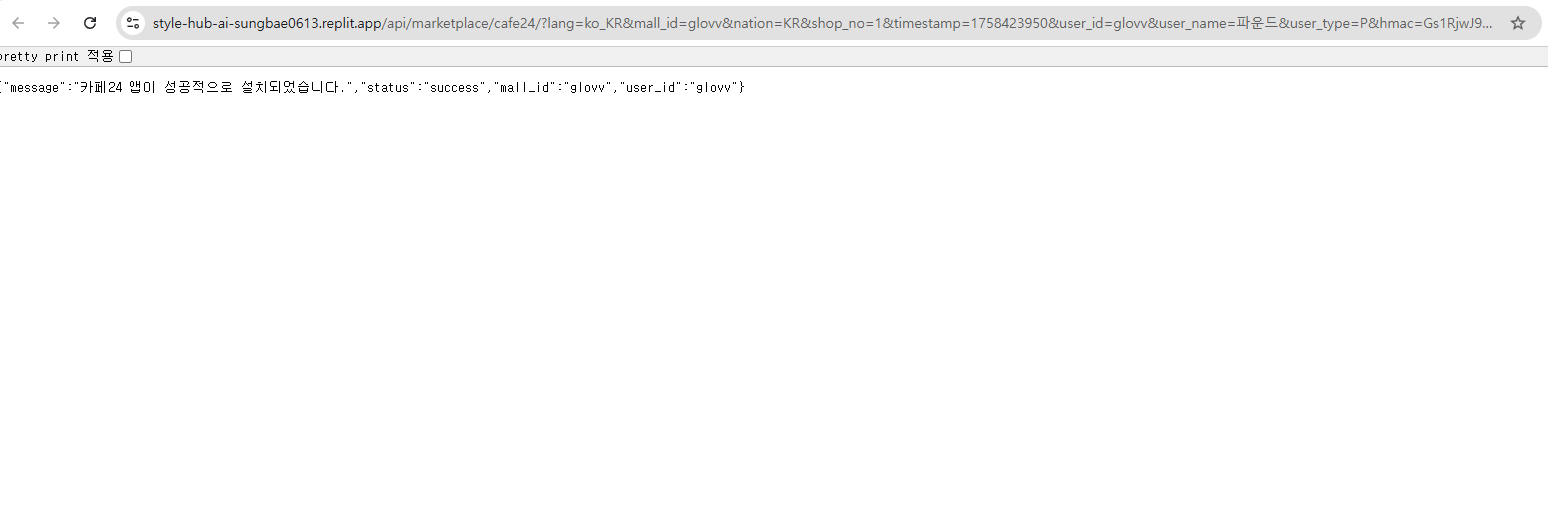 style-hub-ai-sungbae0613.replit.app/api/marketplace/cafe24/?lang=ko_KR&mall_id=glovv&nation=KR&shop_no=1&timestamp=1758423950&user_id=glovv&user_name=파운드&user_type=P&hmac=Gs1RjwJ9...
pretty print 적용
{"message":"카페24 앱이 성공적으로 설치되었습니다.","status":"success","mall_id":"glovv","user_id":"glovv"}